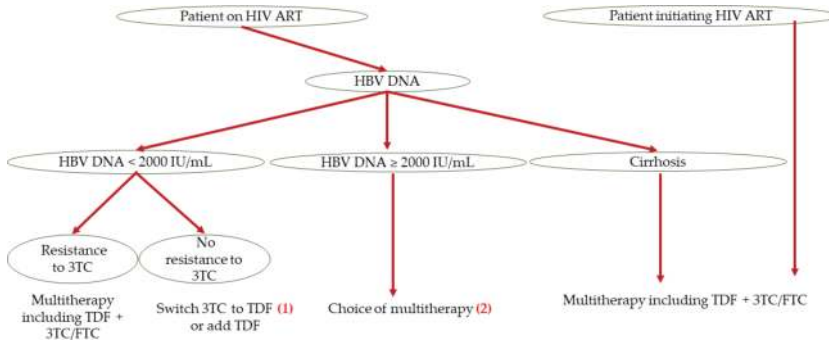 Patient on HIV ART
Patient initiating HIV ART
HBV DNA
HBV DNA < 2000 IU/mL
HBV DNA ≥ 2000 IU/mL
Cirrhosis
Resistance
to 3TC
No
resistance to
3TC
Multitherapy
including TDF +
3TC/FTC
Switch 3TC to TDF (1)
or add TDF
Choice of multitherapy (2)
Multitherapy including TDF + 3TC/FTC